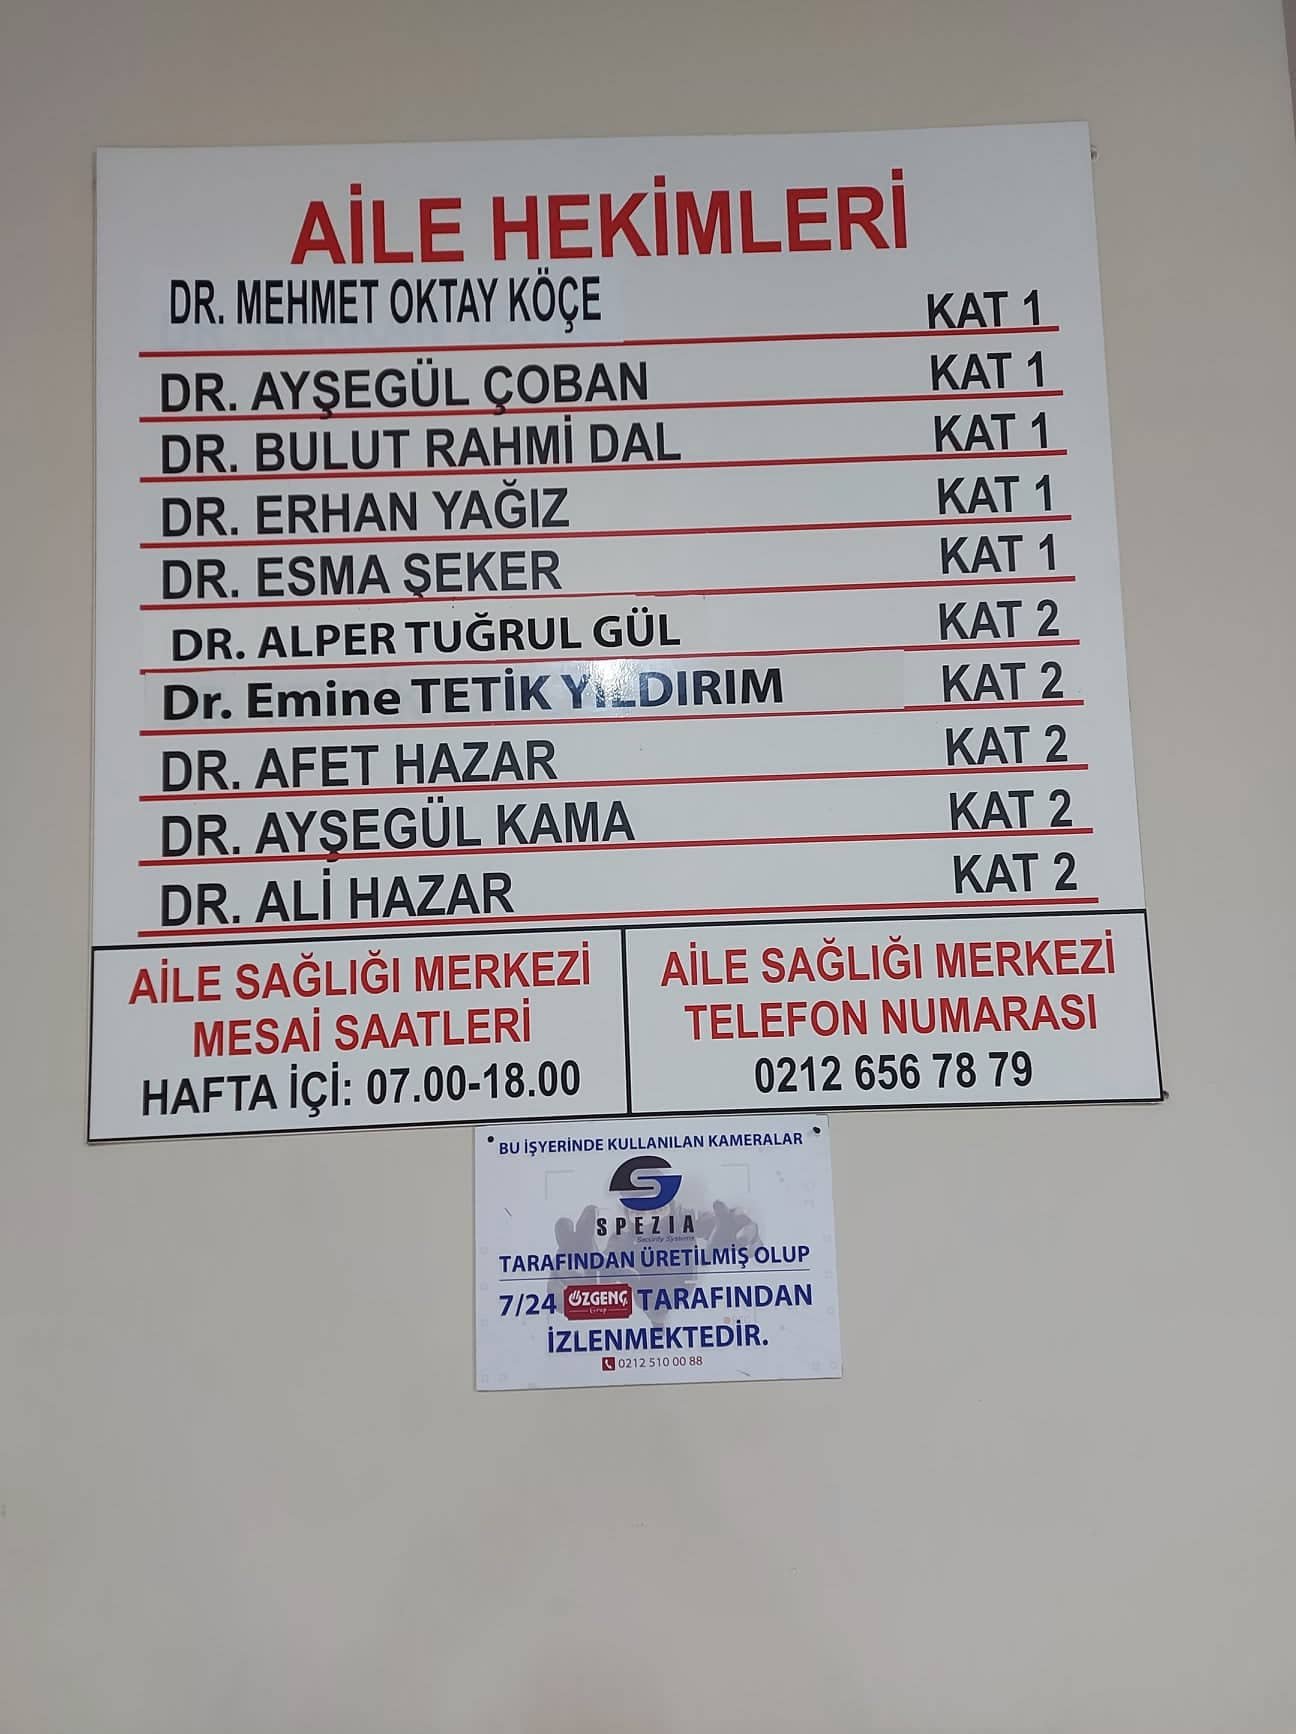 AİLE HEKİMLERİ
DR. MEHMET OKTAY KÖÇE KAT 1
DR. AYŞEGÜL ÇOBAN KAT 1
DR. BULUT RAHMİ DAL KAT 1
DR. ERHAN YAĞIZ KAT 1
DR. ESMA ŞEKER KAT 1
DR. ALPER TUĞRUL GÜL KAT 2
Dr. Emine TETİK YILDIRIM KAT 2
DR. AFET HAZAR KAT 2
DR. AYŞEGÜL KAMA KAT 2
DR. ALİ HAZAR KAT 2
AİLE SAĞLIĞI MERKEZİ
MESAİ SAATLERİ
HAFTA İÇİ: 07.00-18.00
AİLE SAĞLIĞI MERKEZİ
TELEFON NUMARASI
0212 656 78 79
BU İŞYERİNDE KULLANILAN KAMERALAR
SPEZIA
Security Systems
TARAFINDAN ÜRETİLMİŞ OLUP
7/24 ÖZGENÇ Grup TARAFINDAN
İZLENMEKTEDİR.
0212 510 00 88